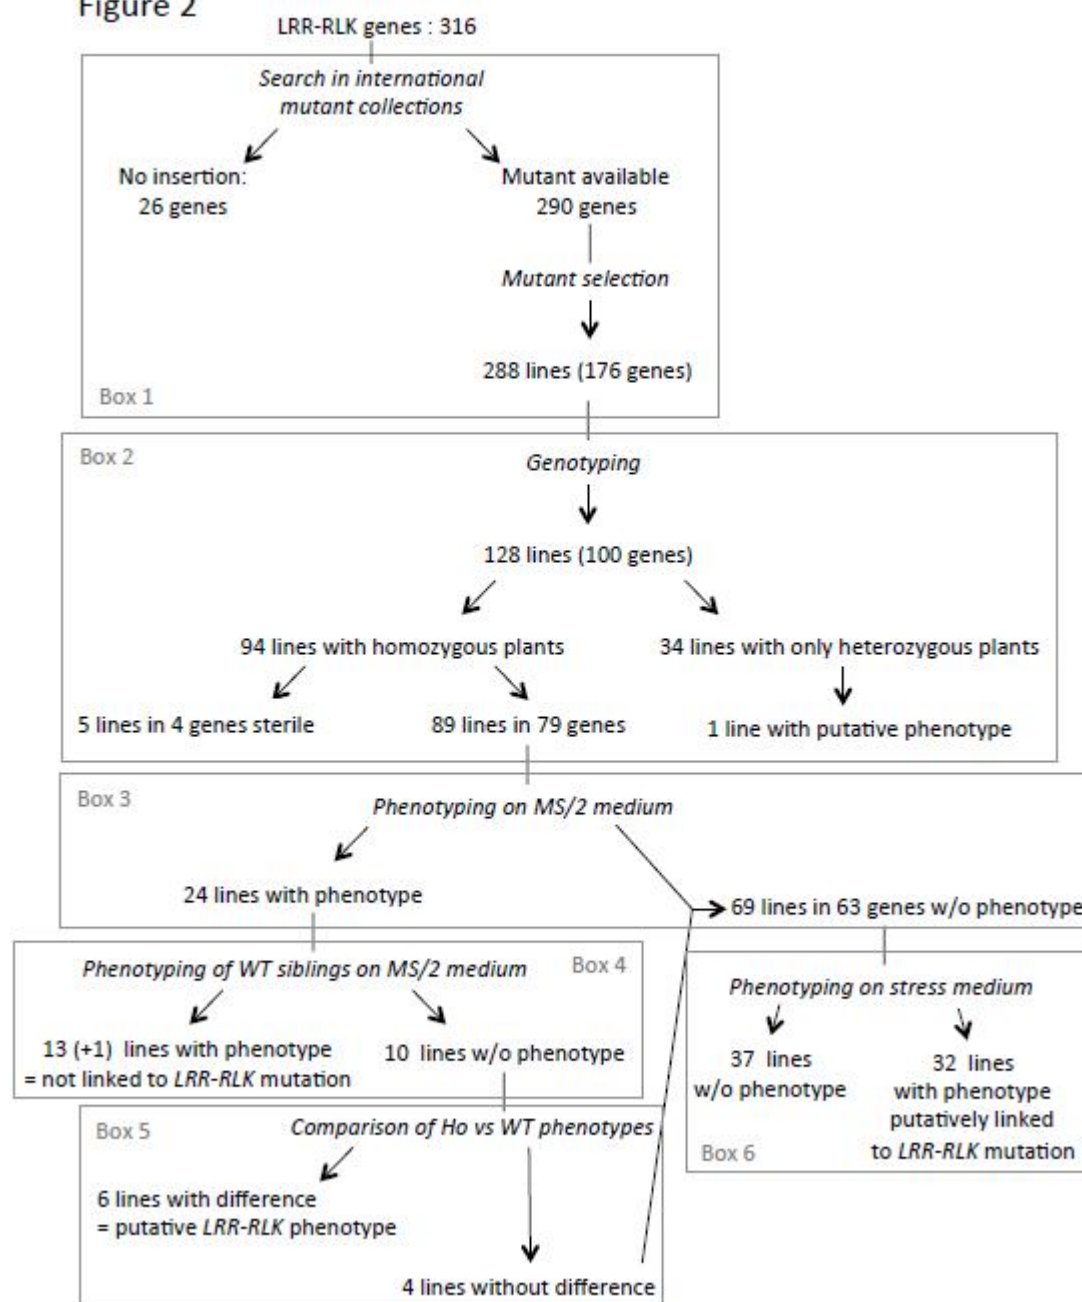 Figure 2
LRR-RLK genes : 316
Search in international
mutant collections
No insertion:
26 genes
Mutant available
290 genes
Mutant selection
288 lines (176 genes)
Box 1
Box 2
Genotyping
128 lines (100 genes)
94 lines with homozygous plants
34 lines with only heterozygous plants
5 lines in 4 genes sterile
89 lines in 79 genes
1 line with putative phenotype
Box 3
Phenotyping on MS/2 medium
24 lines with phenotype
69 lines in 63 genes w/o phenotype
Phenotyping of WT siblings on MS/2 medium
Box 4
13 (+1) lines with phenotype
= not linked to LRR-RLK mutation
10 lines w/o phenotype
Phenotyping on stress medium
37 lines
w/o phenotype
32 lines
with phenotype
putatively linked
to LRR-RLK mutation
Box 6
Box 5
Comparison of Ho vs WT phenotypes
6 lines with difference
= putative LRR-RLK phenotype
4 lines without difference